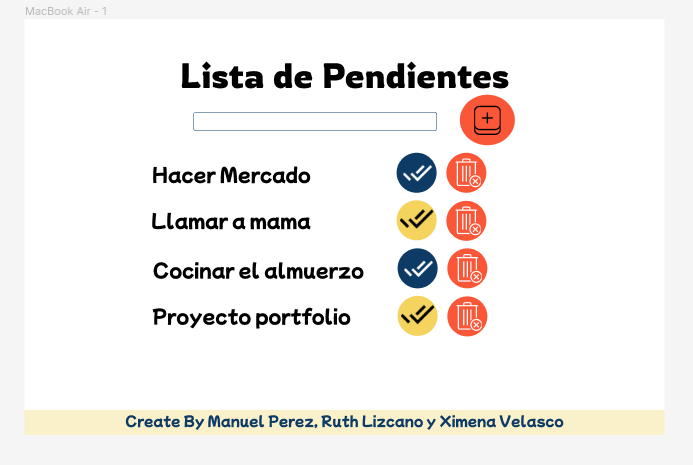 MacBook Air - 1
Lista de Pendientes
Hacer Mercado
Llamar a mama
Cocinar el almuerzo
Proyecto portfolio
Create By Manuel Perez, Ruth Lizcano y Ximena Velasco